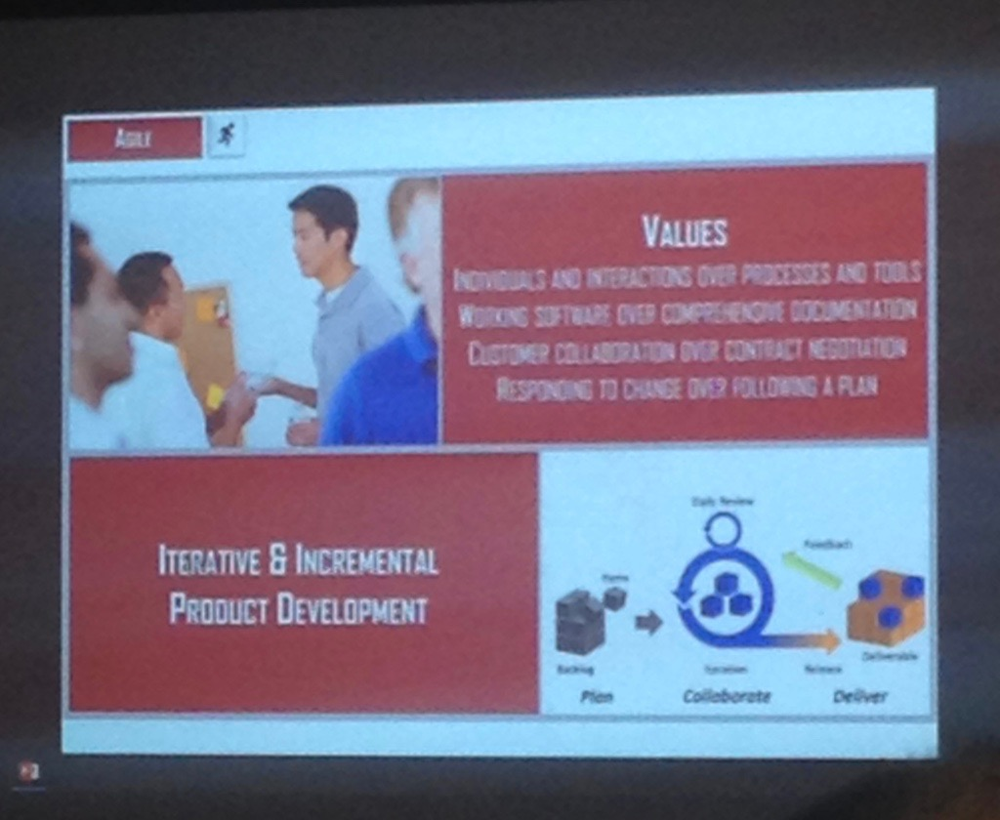 AGILE
VALUES
INDIVIDUALS AND INTERACTIONS OVER PROCESSES AND TOOLS
WORKING SOFTWARE OVER COMPREHENSIVE DOCUMENTATION
CUSTOMER COLLABORATION OVER CONTRACT NEGOTIATION
RESPONDING TO CHANGE OVER FOLLOWING A PLAN
ITERATIVE & INCREMENTAL
PRODUCT DEVELOPMENT
Daily Review
Feedback
Items
Backlog
Iteration
Release
Deliverable
Plan
Collaborate
Deliver